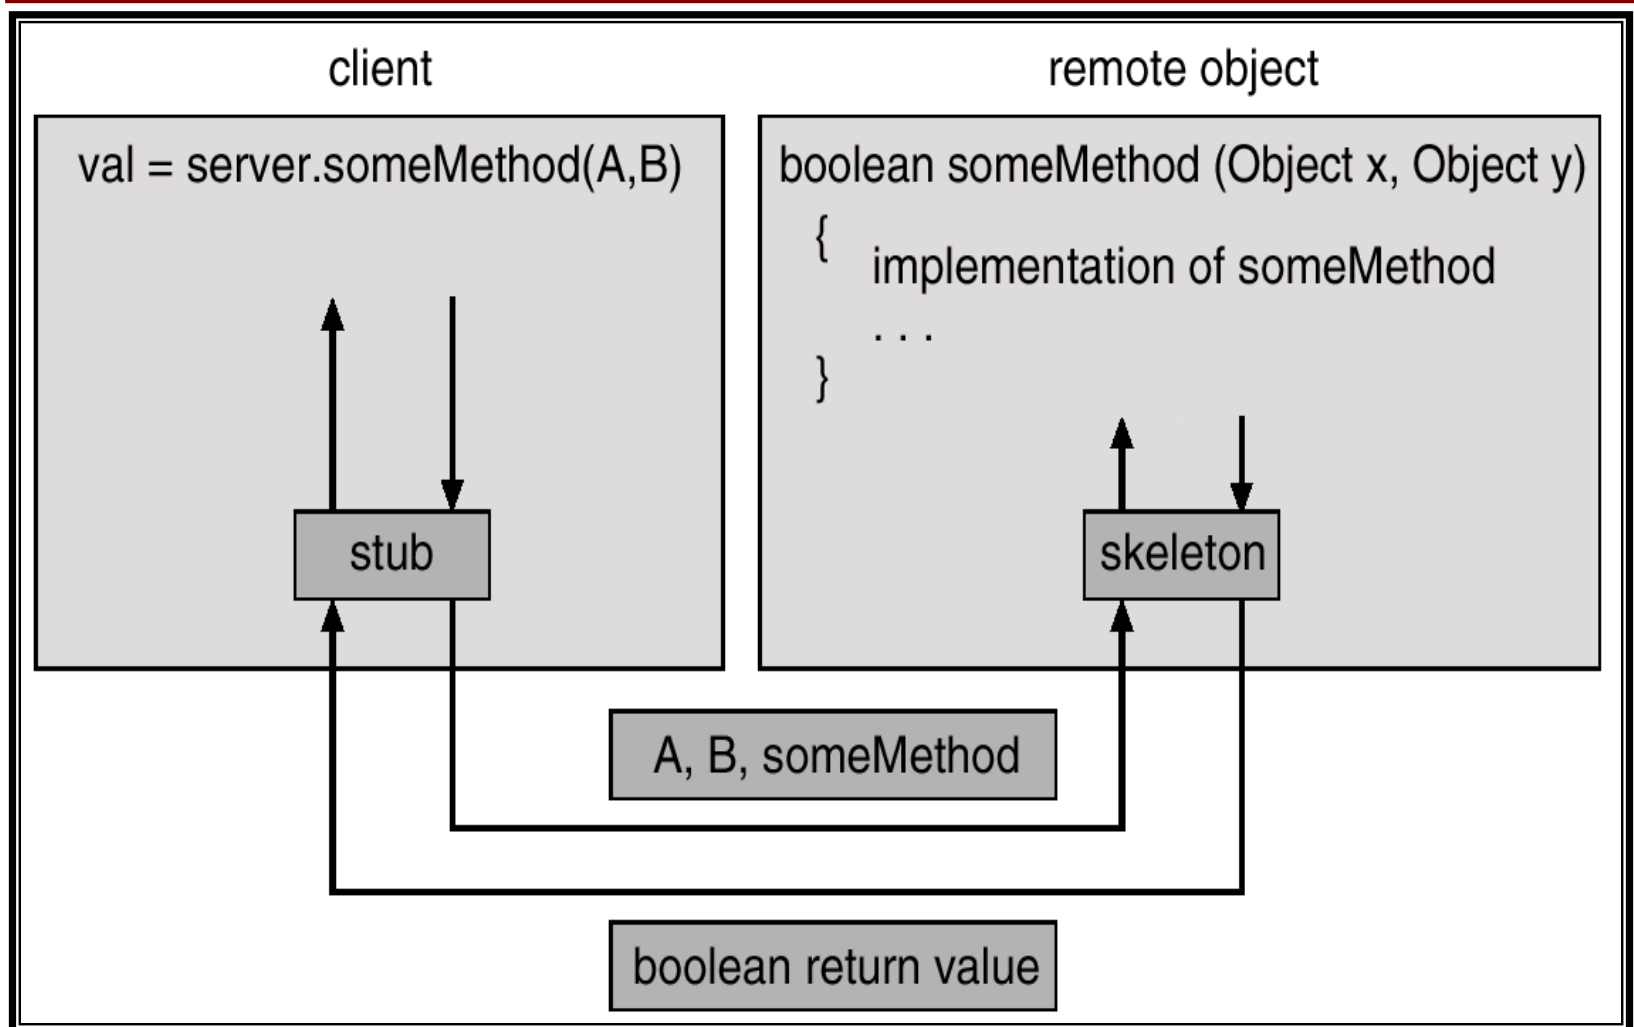 client
remote object
val = server.someMethod(A,B)
boolean someMethod (Object x, Object y)
{
implementation of someMethod
. . .
}
stub
skeleton
A, B, someMethod
boolean return value